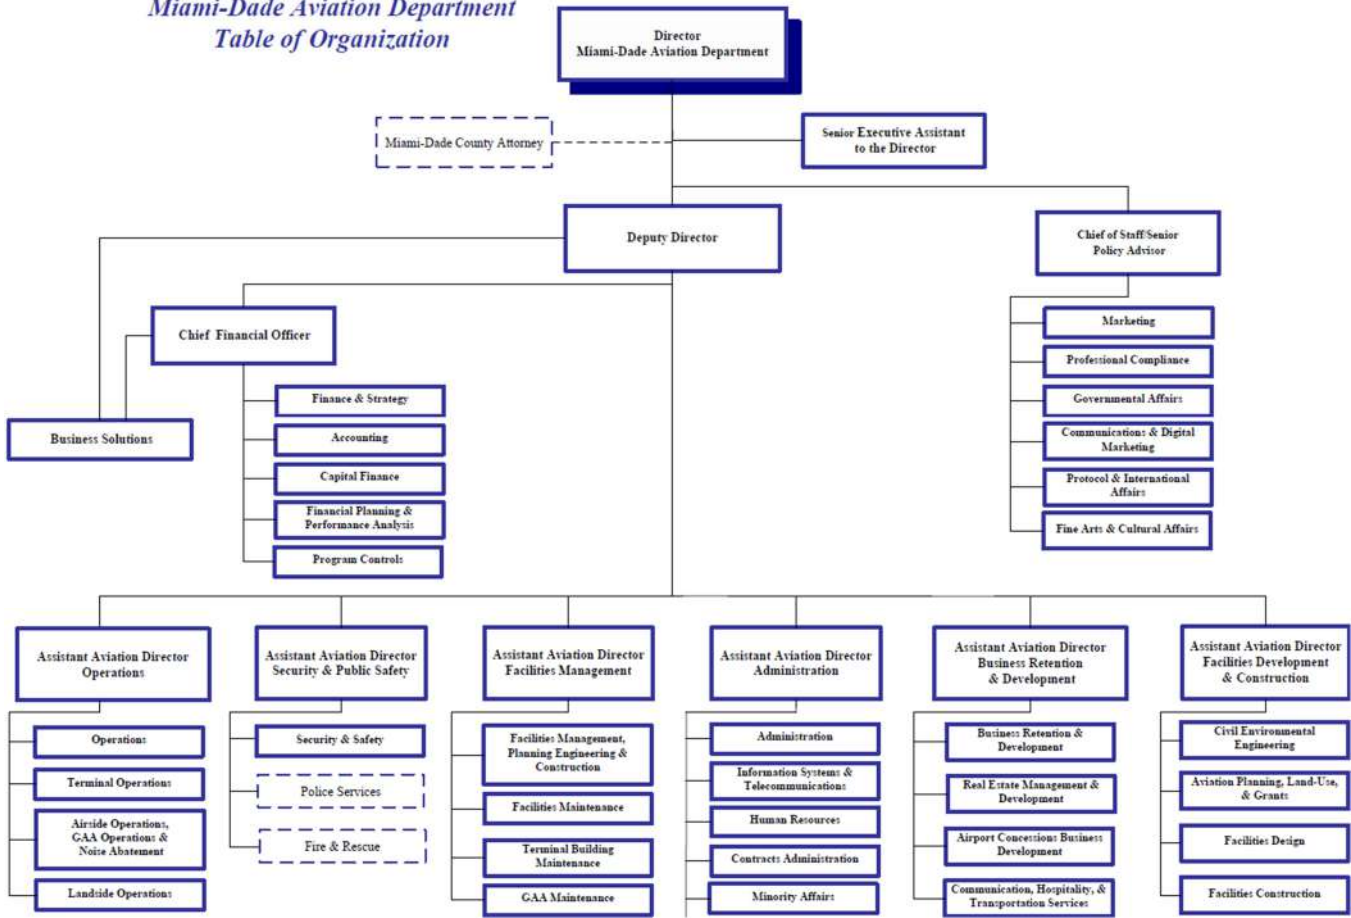 Miami-Dade Aviation Department
Table of Organization
Director
Miami-Dade Aviation Department
Miami-Dade County Attorney
Senior Executive Assistant
to the Director
Deputy Director
Chief of Staff/Senior
Policy Advisor
Chief Financial Officer
Business Solutions
Finance & Strategy
Accounting
Capital Finance
Financial Planning &
Performance Analysis
Program Controls
Marketing
Professional Compliance
Governmental Affairs
Communications & Digital
Marketing
Protocol & International
Affairs
Fine Arts & Cultural Affairs
Assistant Aviation Director
Operations
Operations
Terminal Operations
Airside Operations,
GAA Operations &
Noise Abatement
Landside Operations
Assistant Aviation Director
Security & Public Safety
Security & Safety
Police Services
Fire & Rescue
Assistant Aviation Director
Facilities Management
Facilities Management,
Planning Engineering &
Construction
Facilities Maintenance
Terminal Building
Maintenance
GAA Maintenance
Assistant Aviation Director
Administration
Administration
Information Systems &
Telecommunications
Human Resources
Contracts Administration
Minority Affairs
Assistant Aviation Director
Business Retention
& Development
Business Retention &
Development
Real Estate Management &
Development
Airport Concessions Business
Development
Communication, Hospitality, &
Transportation Services
Assistant Aviation Director
Facilities Development
& Construction
Civil Environmental
Engineering
Aviation Planning, Land-Use,
& Grants
Facilities Design
Facilities Construction